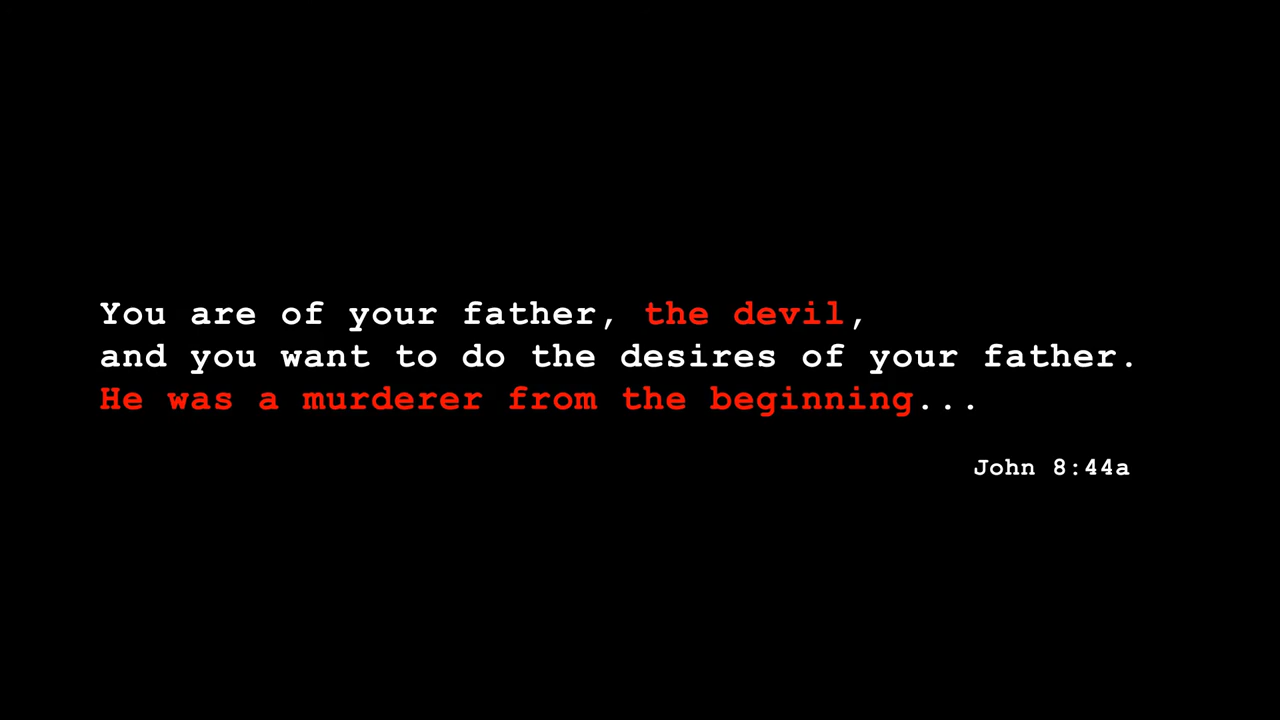 You are of your father, the devil,
and you want to do the desires of your father.
He was a murderer from the beginning...
John 8:44a